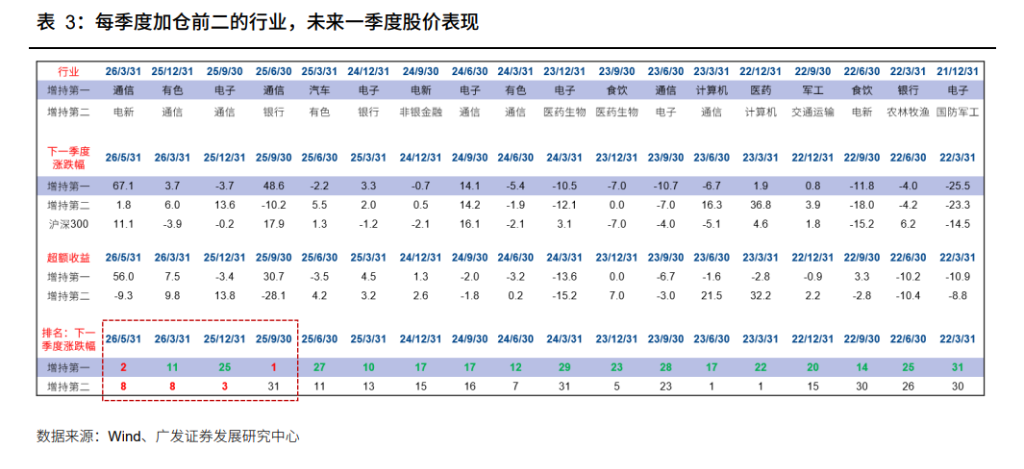 表 3：每季度加仓前二的行业，未来一季度股价表现
行业 26/3/31 25/12/31 25/9/30 25/6/30 25/3/31 24/12/31 24/9/30 24/6/30 24/3/31 23/12/31 23/9/30 23/6/30 23/3/31 22/12/31 22/9/30 22/6/30 22/3/31 21/12/31
增持第一 通信 有色 电子 通信 汽车 电子 电新 电子 有色 电子 食饮 通信 计算机 医药 军工 食饮 银行 电子
增持第二 电新 通信 通信 银行 有色 银行 非银金融 通信 通信 医药生物 医药生物 电子 通信 计算机 交通运输 电新 农林牧渔 国防军工
下一季度
涨跌幅 26/5/31 26/3/31 25/12/31 25/9/30 25/6/30 25/3/31 24/12/31 24/9/30 24/6/30 24/3/31 23/12/31 23/9/30 23/6/30 23/3/31 22/12/31 22/9/30 22/6/30 22/3/31
增持第一 67.1 3.7 -3.7 48.6 -2.2 3.3 -0.7 14.1 -5.4 -10.5 -7.0 -10.7 -6.7 1.9 0.8 -11.8 -4.0 -25.5
增持第二 1.8 6.0 13.6 -10.2 5.5 2.0 0.5 14.2 -1.9 -12.1 0.0 -7.0 16.3 36.8 3.9 -18.0 -4.2 -23.3
沪深300 11.1 -3.9 -0.2 17.9 1.3 -1.2 -2.1 16.1 -2.1 3.1 -7.0 -4.0 -5.1 4.6 1.8 -15.2 6.2 -14.5
超额收益 26/5/31 26/3/31 25/12/31 25/9/30 25/6/30 25/3/31 24/12/31 24/9/30 24/6/30 24/3/31 23/12/31 23/9/30 23/6/30 23/3/31 22/12/31 22/9/30 22/6/30 22/3/31
增持第一 56.0 7.5 -3.4 30.7 -3.5 4.5 1.3 -2.0 -3.2 -13.6 0.0 -6.7 -1.6 -2.8 -0.9 3.3 -10.2 -10.9
增持第二 -9.3 9.8 13.8 -28.1 4.2 3.2 2.6 -1.8 0.2 -15.2 7.0 -3.0 21.5 32.2 2.2 -2.8 -10.4 -8.8
排名：下一
季度涨跌幅 26/5/31 26/3/31 25/12/31 25/9/30 25/6/30 25/3/31 24/12/31 24/9/30 24/6/30 24/3/31 23/12/31 23/9/30 23/6/30 23/3/31 22/12/31 22/9/30 22/6/30 22/3/31
增持第一 2 11 25 1 27 10 17 17 12 29 23 28 17 22 20 14 25 31
增持第二 8 8 3 31 11 13 15 16 7 31 5 23 1 1 15 30 26 30
数据来源：Wind、广发证券发展研究中心